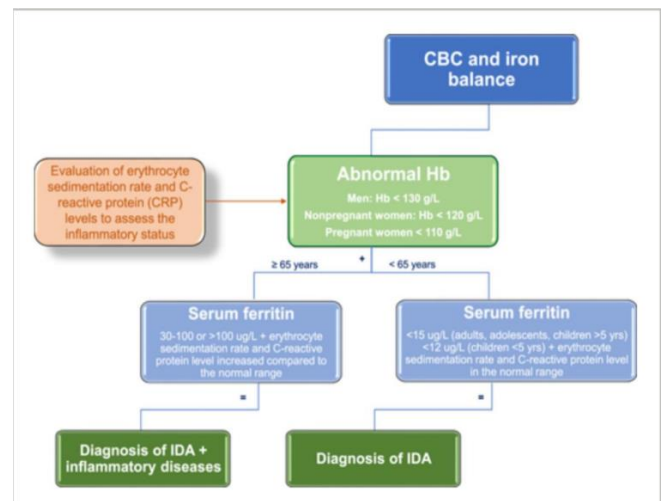 CBC and iron
balance
Evaluation of erythrocyte
sedimentation rate and C-
reactive protein (CRP)
levels to assess the
inflammatory status
Abnormal Hb
Men: Hb < 130 g/L
Nonpregnant women: Hb < 120 g/L
Pregnant women < 110 g/L
≥ 65 years
+
< 65 years
Serum ferritin
30-100 or >100 ug/L + erythrocyte
sedimentation rate and C-reactive
protein level increased compared to
the normal range
Serum ferritin
<15 ug/L (adults, adolescents, children >5 yrs)
<12 ug/L (children <5 yrs) + erythrocyte
sedimentation rate and C-reactive protein level
in the normal range
=
=
Diagnosis of IDA +
inflammatory diseases
Diagnosis of IDA